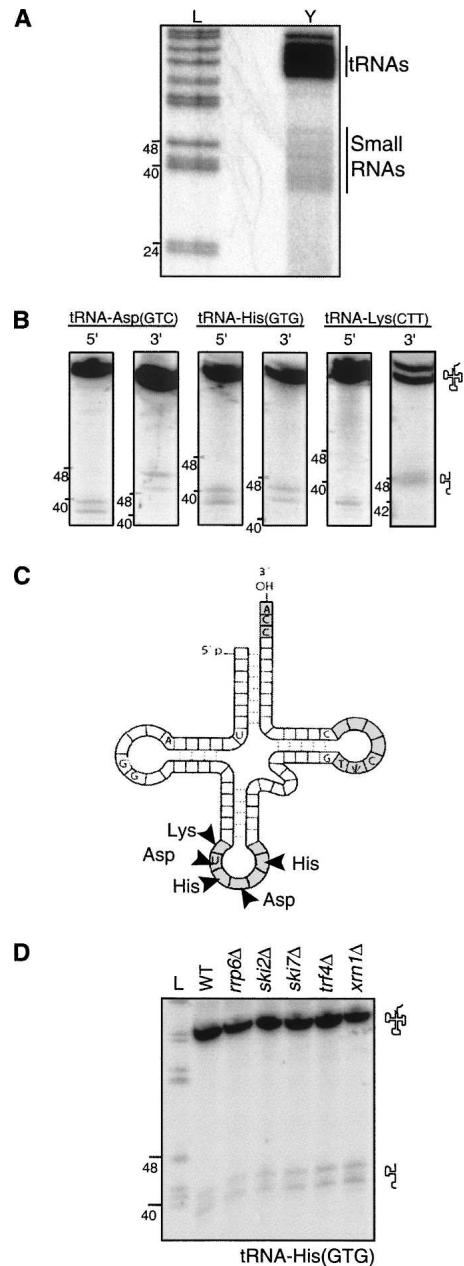 A
L Y
tRNAs
48
40
Small
RNAs
24
B
tRNA-Asp(GTC) tRNA-His(GTG) tRNA-Lys(CTT)
5' 3' 5' 3' 5' 3'
48
40
48
40
48
40
48
40
48
40
48
42
C
3'
OH
A
C
C
5' p
U
A
G
G
C
G
T
Ψ
C
Lys
Asp
U
His
His
Asp
D
L WT rrp6Δ ski2Δ ski7Δ trf4Δ xrn1Δ
48
40
tRNA-His(GTG)